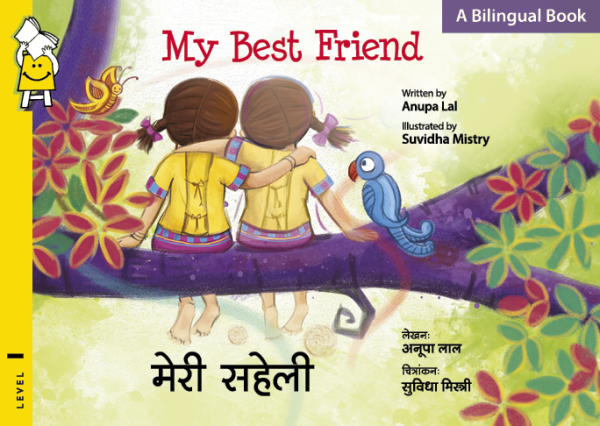 A Bilingual Book
My Best Friend
Written by
Anupa Lal
Illustrated by
Suvidha Mistry
लेखनः
अनूपा लाल
चित्रांकनः
सुविधा मिस्त्री
मेरी सहेली
LEVEL 1